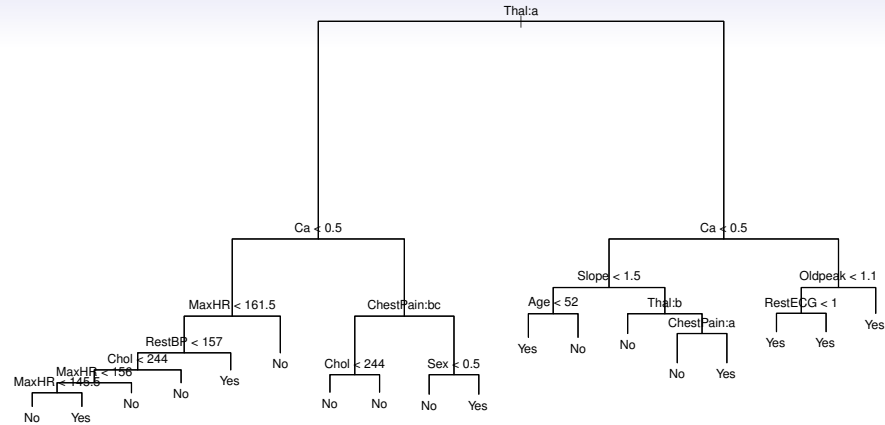 Thal:a
Ca < 0.5
Ca < 0.5
Slope < 1.5
Oldpeak < 1.1
MaxHR < 161.5
ChestPain:bc
Age < 52
Thal:b
RestECG < 1
ChestPain:a
Yes
RestBP < 157
Yes
No
No
Yes
Yes
Chol < 244
No
Chol < 244
Sex < 0.5
MaxHR < 156
No
Yes
MaxHR < 145.5
Yes
No
No
No
No
No
Yes
No
Yes